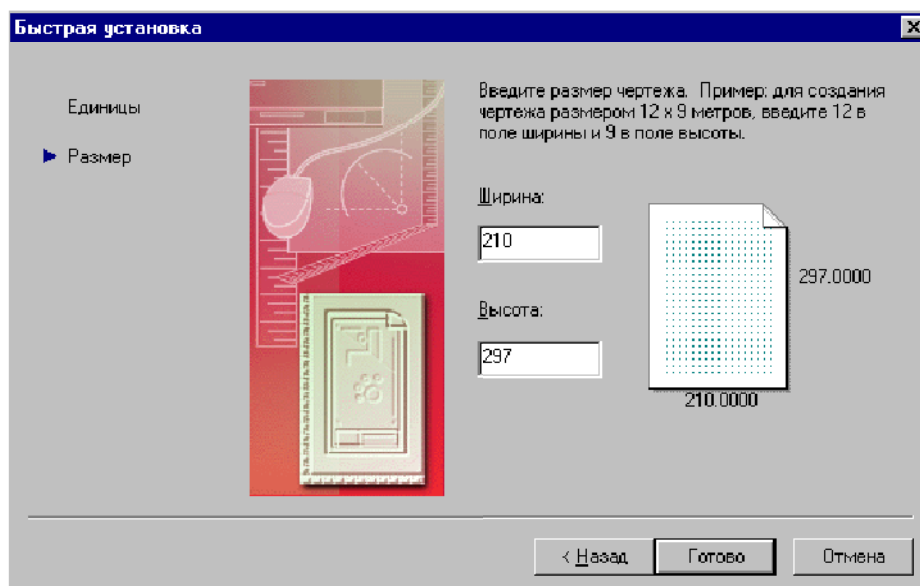 Быстрая установка
Единицы
Размер
Введите размер чертежа. Пример: для создания
чертежа размером 12 x 9 метров, введите 12 в
поле ширины и 9 в поле высоты.
Ширина:
210
Высота:
297
297.0000
210.0000
< Назад
Готово
Отмена